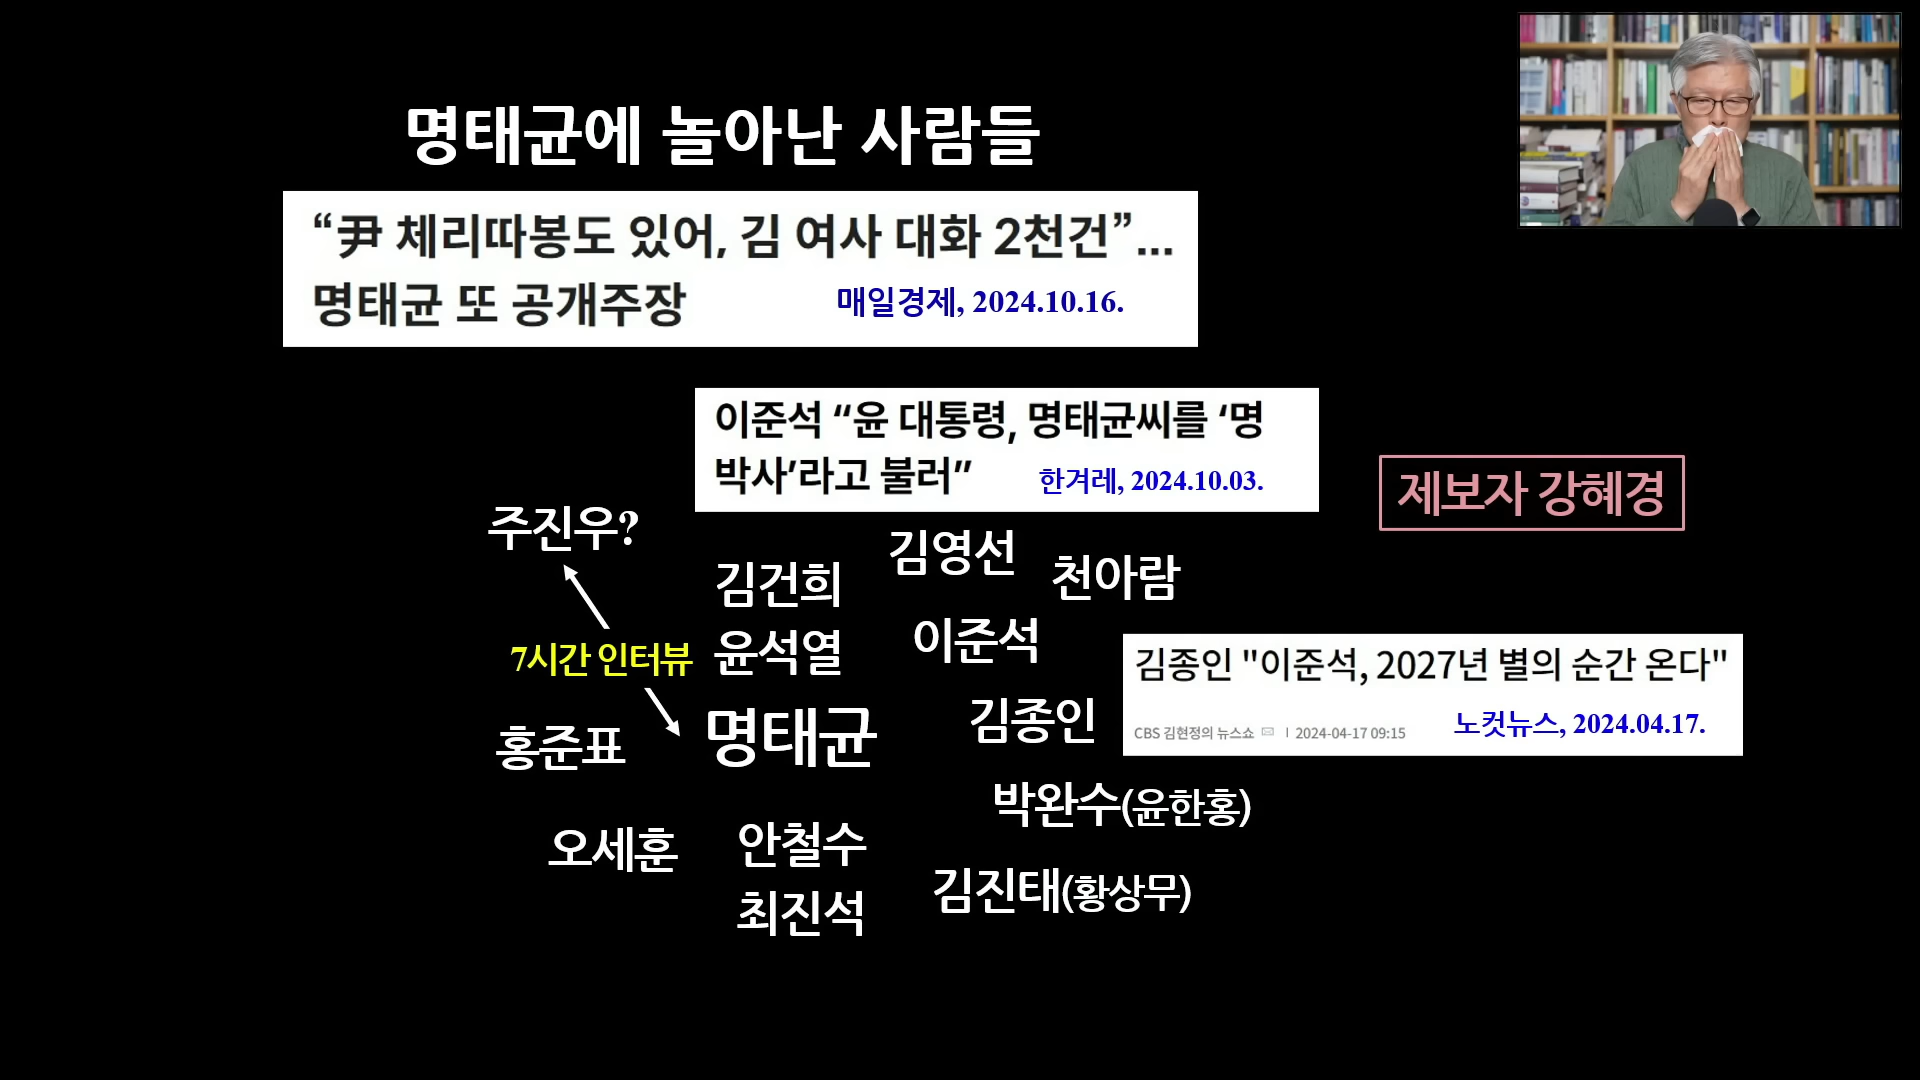 명태균에 놀아난 사람들
“尹 체리따봉도 있어, 김 여사 대화 2천건”...
명태균 또 공개주장
매일경제, 2024.10.16.
이준석 “윤 대통령, 명태균씨를 ‘명
박사’라고 불러”
한겨레, 2024.10.03.
제보자 강혜경
주진우?
김영선
천아람
김건희
7시간 인터뷰
윤석열
이준석
김종인 "이준석, 2027년 별의 순간 온다"
CBS 김현정의 뉴스쇼 2024-04-17 09:15
노컷뉴스, 2024.04.17.
홍준표
명태균
김종인
박완수(윤한홍)
오세훈
안철수
김진태(황상무)
최진석